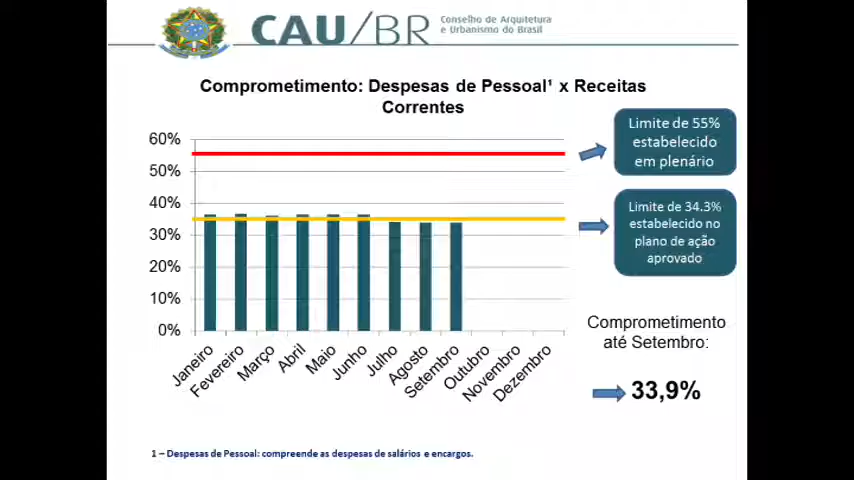 CAU/BR
Conselho de Arquitetura
e Urbanismo do Brasil
Comprometimento: Despesas de Pessoal¹ x Receitas
Correntes
60%
50%
40%
30%
20%
10%
0%
Janeiro
Fevereiro
Março
Abril
Maio
Junho
Julho
Agosto
Setembro
Outubro
Novembro
Dezembro
Limite de 55%
estabelecido
em plenário
Limite de 34.3%
estabelecido no
plano de ação
aprovado
Comprometimento
até Setembro:
33,9%
1 – Despesas de Pessoal: compreende as despesas de salários e encargos.